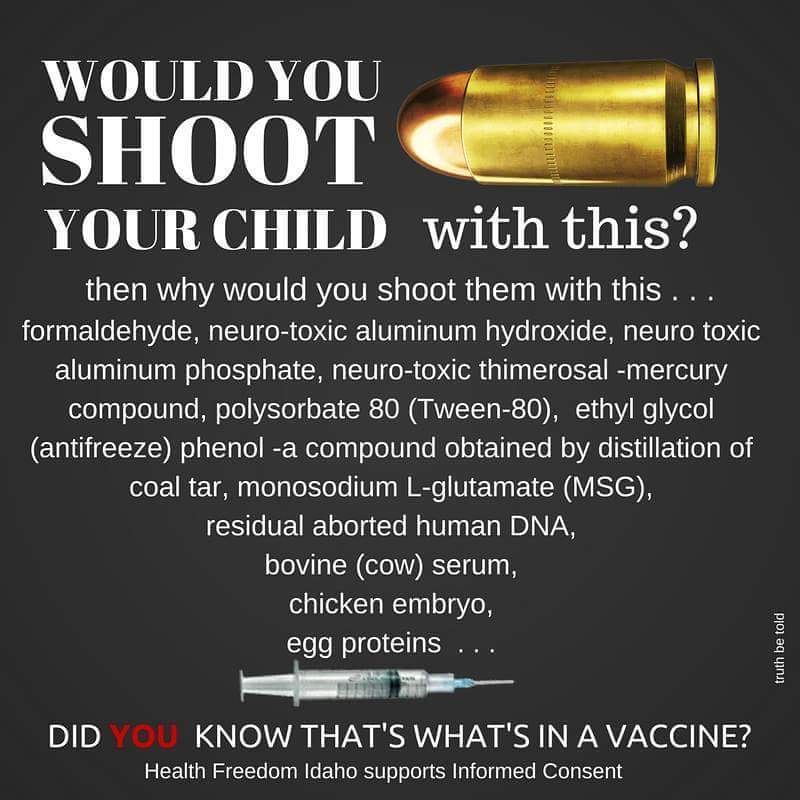 WOULD YOU
SHOOT
YOUR CHILD with this?
then why would you shoot them with this . . .
formaldehyde, neuro-toxic aluminum hydroxide, neuro toxic
aluminum phosphate, neuro-toxic thimerosal -mercury
compound, polysorbate 80 (Tween-80), ethyl glycol
(antifreeze) phenol -a compound obtained by distillation of
coal tar, monosodium L-glutamate (MSG),
residual aborted human DNA,
bovine (cow) serum,
chicken embryo,
egg proteins . . .
truth be told
DID YOU KNOW THAT'S WHAT'S IN A VACCINE?
Health Freedom Idaho supports Informed Consent